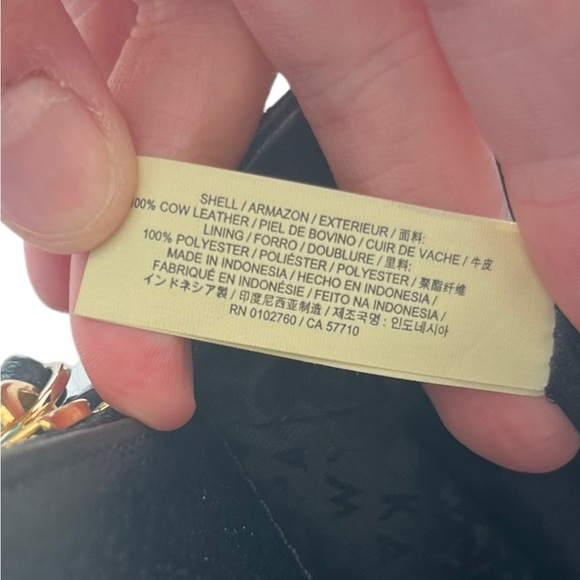 SHELL / ARMAZON / EXTERIEUR / 面料:
100% COW LEATHER / PIEL DE BOVINO / CUIR DE VACHE / 牛皮
LINING / FORRO / DOUBLURE / 里料:
100% POLYESTER / POLIÉSTER / POLYESTER / 聚酯纤维
MADE IN INDONESIA / HECHO EN INDONESIA /
FABRIQUÉ EN INDONÉSIE / FEITO NA INDONESIA /
インドネシア製 / 印度尼西亚制造 / 제조국명 : 인도네시아
RN 0102760 / CA 57710